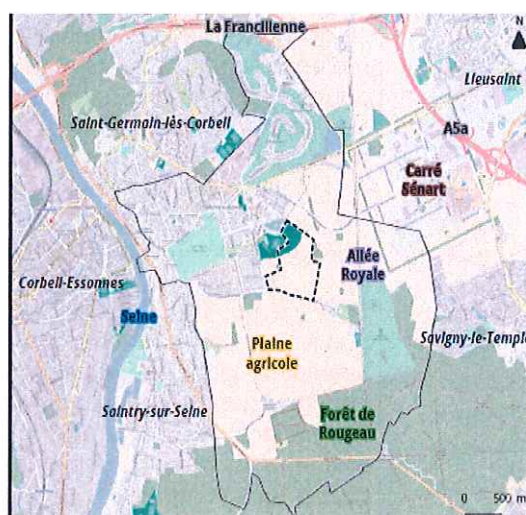 La Francilienne
N
Lieusaint
Saint-Germain-lès-Corbeil
A5a
Carré
Sénart
Allée
Royale
Corbeil-Essonnes
Seine
Savigny-le-Temple
Plaine
agricole
Saintry-sur-Seine
Forêt de
Rougeau
0 500 m